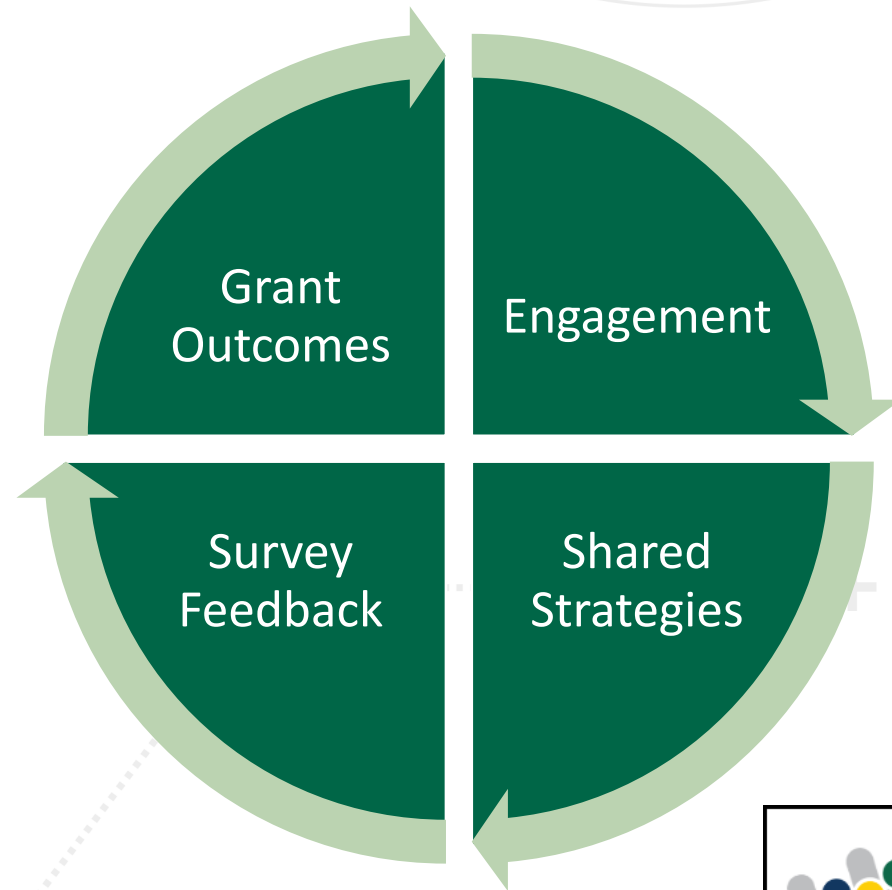 Grant
Outcomes
Engagement
Survey
Feedback
Shared
Strategies